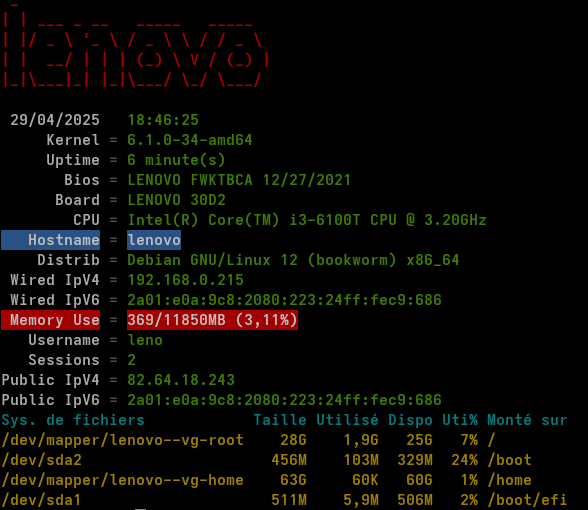 _
| | ___ _ __   _____   _____
| |/ _ \ '_ \ / _ \ \ / / _ \
| |  __/ | | | (_) \ V / (_) |
|_|\___|_| |_|\___/ \_/ \___/
29/04/2025 18:46:25
Kernel = 6.1.0-34-amd64
Uptime = 6 minute(s)
Bios = LENOVO FWKTBCA 12/27/2021
Board = LENOVO 30D2
CPU = Intel(R) Core(TM) i3-6100T CPU @ 3.20GHz
Hostname = lenovo
Distrib = Debian GNU/Linux 12 (bookworm) x86_64
Wired IpV4 = 192.168.0.215
Wired IpV6 = 2a01:e0a:9c8:2080:223:24ff:fec9:686
Memory Use = 369/11850MB (3,11%)
Username = leno
Sessions = 2
Public IpV4 = 82.64.18.243
Public IpV6 = 2a01:e0a:9c8:2080:223:24ff:fec9:686
Sys. de fichiers Taille Utilisé Dispo Uti% Monté sur
/dev/mapper/lenovo--vg-root 28G 1,9G 25G 7% /
/dev/sda2 456M 103M 329M 24% /boot
/dev/mapper/lenovo--vg-home 63G 60K 60G 1% /home
/dev/sda1 511M 5,9M 506M 2% /boot/efi